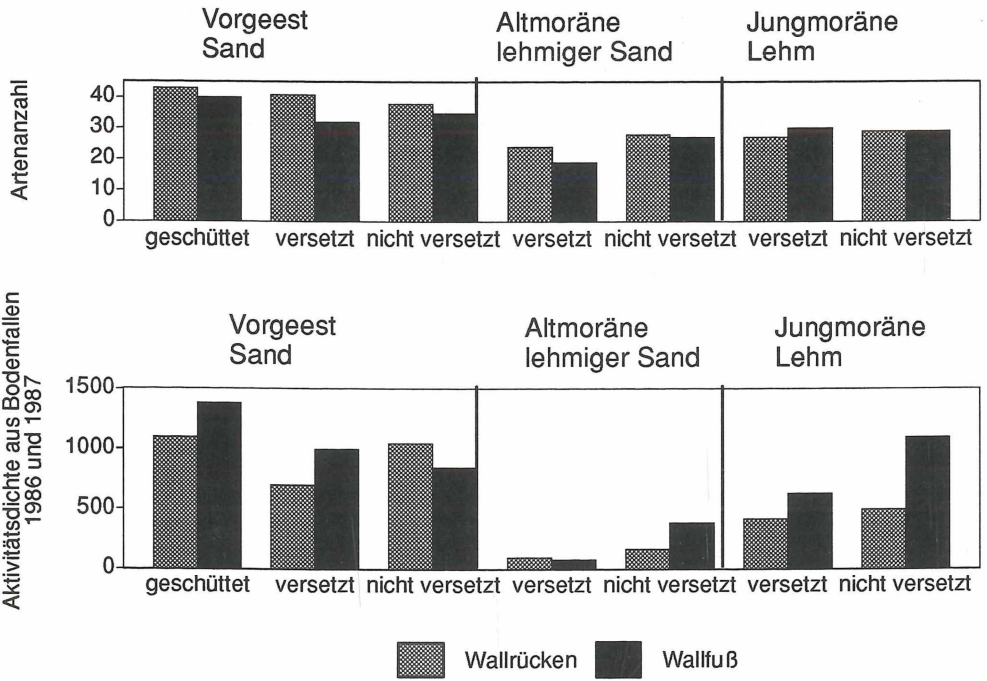 Vorgeest
Sand
Altmoräne
lehmiger Sand
Jungmoräne
Lehm
Artenanzahl
40
30
20
10
0
geschüttet versetzt nicht versetzt versetzt nicht versetzt versetzt nicht versetzt
Vorgeest
Sand
Altmoräne
lehmiger Sand
Jungmoräne
Lehm
Aktivitätsdichte aus Bodenfallen
1986 und 1987
1500
1000
500
0
geschüttet versetzt nicht versetzt versetzt nicht versetzt versetzt nicht versetzt
Wallrücken Wallfuß